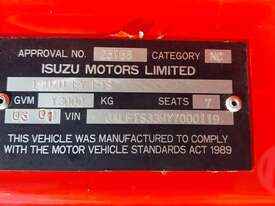 APPROVAL NO. CATEGORY NC
ISUZU MOTORS LIMITED
GVM KG SEATS 7
03 01 VIN
THIS VEHICLE WAS MANUFACTURED TO COMPLY
WITH THE MOTOR VEHICLE STANDARDS ACT 1989